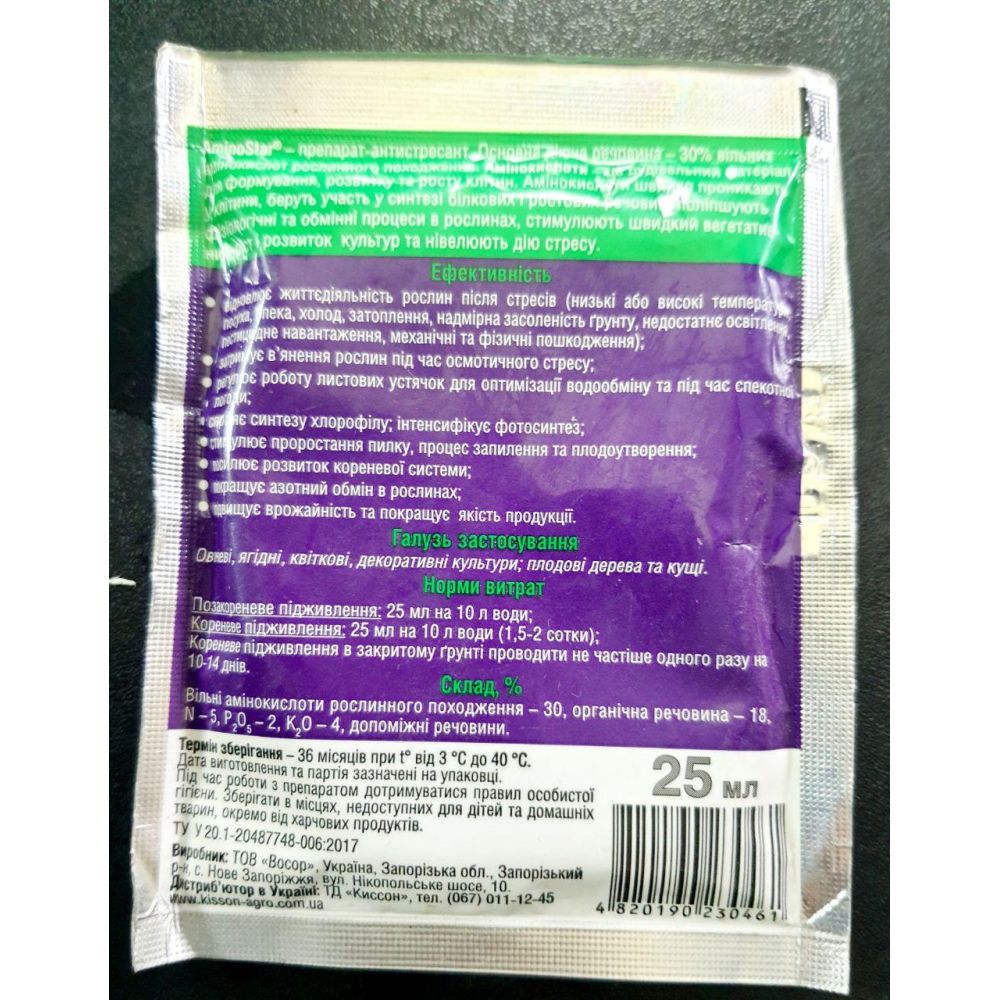 AminoStar® – препарат-антистресант. Основна діюча речовина – 30% вільних
амінокислот рослинного походження. Амінокислоти – це будівельний матеріал
для формування, розвитку та росту клітин. Амінокислоти швидко проникають
клітини, беруть участь у синтезі білкових і ростових речовин, поліпшують
фізіологічні та обмінні процеси в рослинах, стимулюють швидкий вегетатив
розвиток культур та нівелюють дію стресу.
Ефективність
• відновлює життєдіяльність рослин після стресів (низькі або високі температури,
посуха, спека, холод, затоплення, надмірна засоленість ґрунту, недостатнє освітлення,
пестицидне навантаження, механічні та фізичні пошкодження);
• затримує в'янення рослин під час осмотичного стресу;
• регулює роботу листових устячок для оптимізації водообміну та під час спекотної
погоди;
• сприяє синтезу хлорофілу; інтенсифікує фотосинтез;
• стимулює проростання пилку, процес запилення та плодоутворення;
• посилює розвиток кореневої системи;
• покращує азотний обмін в рослинах;
• підвищує врожайність та покращує якість продукції.
Галузь застосування
Овочеві, ягідні, квіткові, декоративні культури; плодові дерева та кущі.
Норми витрат
Позакореневе підживлення: 25 мл на 10 л води;
Кореневе підживлення: 25 мл на 10 л води (1,5-2 сотки);
Кореневе підживлення в закритому ґрунті проводити не частіше одного разу на
10-14 днів.
Склад, %
Вільні амінокислоти рослинного походження – 30, органічна речовина – 18,
N – 5, P₂O₅ – 2, K₂O – 4, допоміжні речовини.
Термін зберігання – 36 місяців при t° від 3 °C до 40 °C.
Дата виготовлення та партія зазначені на упаковці.
Під час роботи з препаратом дотримуватися правил особистої
гігієни. Зберігати в місцях, недоступних для дітей та домашніх
тварин, окремо від харчових продуктів.
ТУ У 20.1-20487748-006:2017
Виробник: ТОВ «Восор», Україна, Запорізька обл., Запорізький
р-н, с. Нове Запоріжжя, вул. Нікопольське шосе, 10.
Дистриб'ютор в Україні: ТД «Киссон», тел. (067) 011-12-45
www.kisson-agro.com.ua
25 мл
4 820190 230461